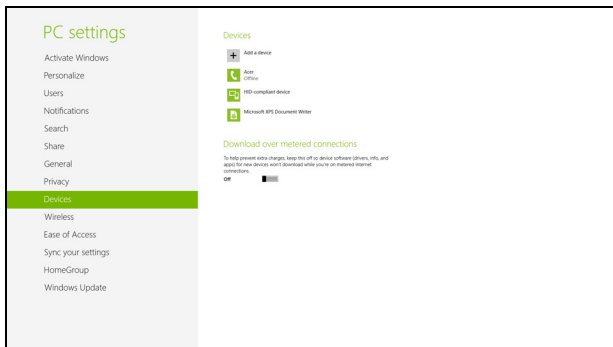 PC settings
Activate Windows
Personalize
Users
Notifications
Search
Share
General
Privacy
Devices
Wireless
Ease of Access
Sync your settings
HomeGroup
Windows Update
Devices
Add a device
Acer
Offline
HID-compliant device
Microsoft XPS Document Writer
Download over metered connections
To help prevent extra charges, keep this off so device software (drivers, info, and
apps) for new devices won't download while you're on metered Internet
connections.
Off